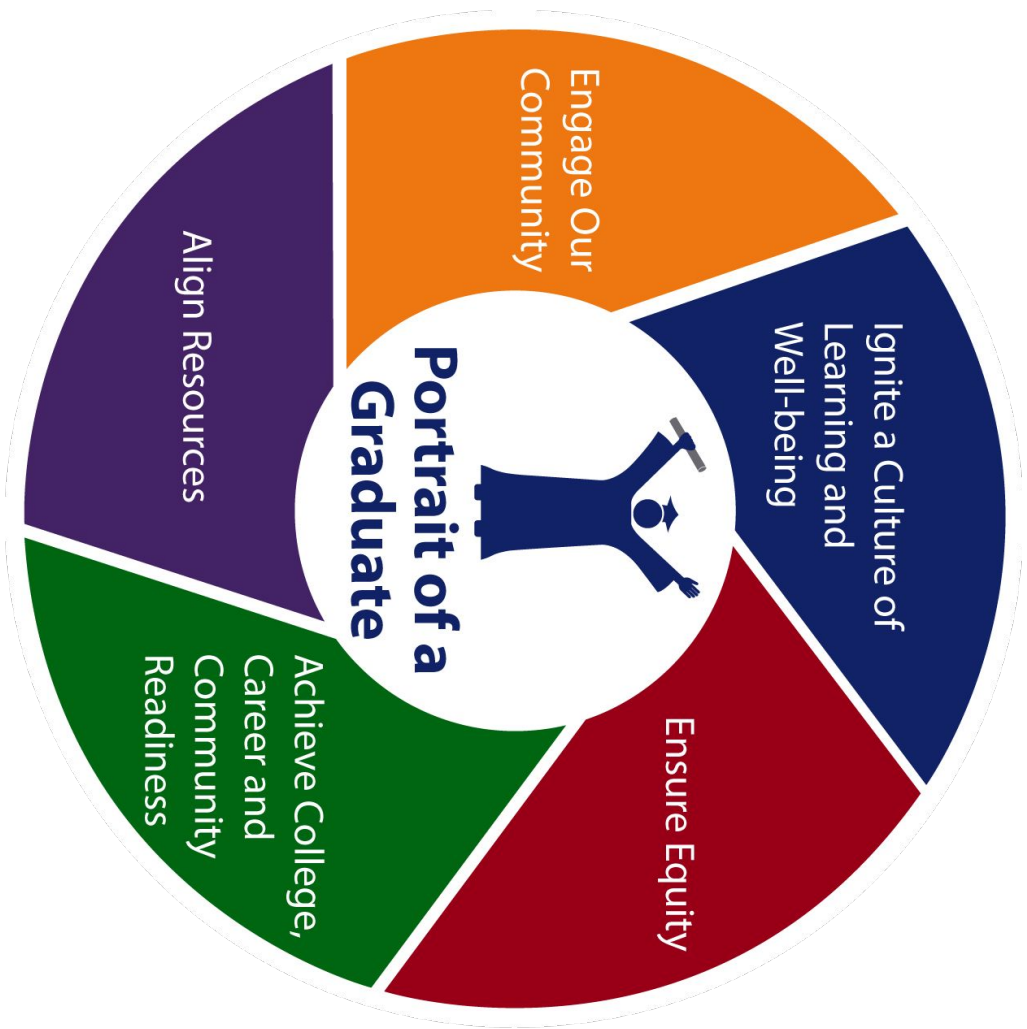 Ignite a Culture of
Learning and
Well-being
Ensure Equity
Achieve College,
Career and
Community
Readiness
Align Resources
Engage Our
Community
Portrait of a
Graduate